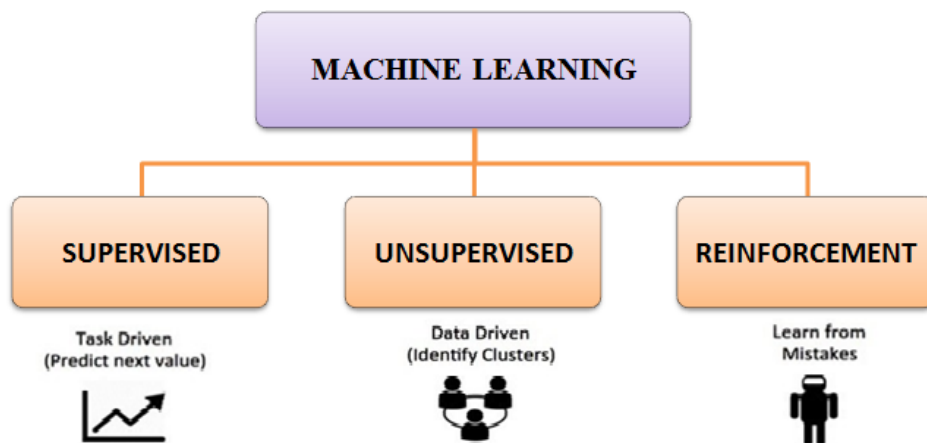 MACHINE LEARNING
SUPERVISED
UNSUPERVISED
REINFORCEMENT
Task Driven
(Predict next value)
Data Driven
(Identify Clusters)
Learn from
Mistakes